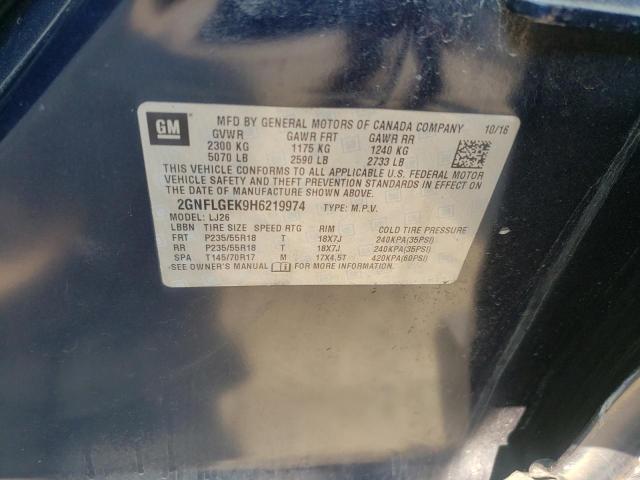 GM
MFD BY GENERAL MOTORS OF CANADA COMPANY 10/16
GVWR GAWR FRT GAWR RR
2300 KG 1175 KG 1240 KG
5070 LB 2590 LB 2733 LB
THIS VEHICLE CONFORMS TO ALL APPLICABLE U.S. FEDERAL MOTOR
VEHICLE SAFETY AND THEFT PREVENTION STANDARDS IN EFFECT ON
THE DATE OF MANUFACTURE SHOWN ABOVE.
2GNFLGEK9H6219974 TYPE: M.P.V.
MODEL: LJ26
LBBN TIRE SIZE SPEED RTG RIM COLD TIRE PRESSURE
FRT P235/55R18 T 18X7J 240KPA(35PSI)
RR P235/55R18 T 18X7J 240KPA(35PSI)
SPA T145/70R17 M 17X4.5T 420KPA(60PSI)
-SEE OWNER'S MANUAL FOR MORE INFORMATION.